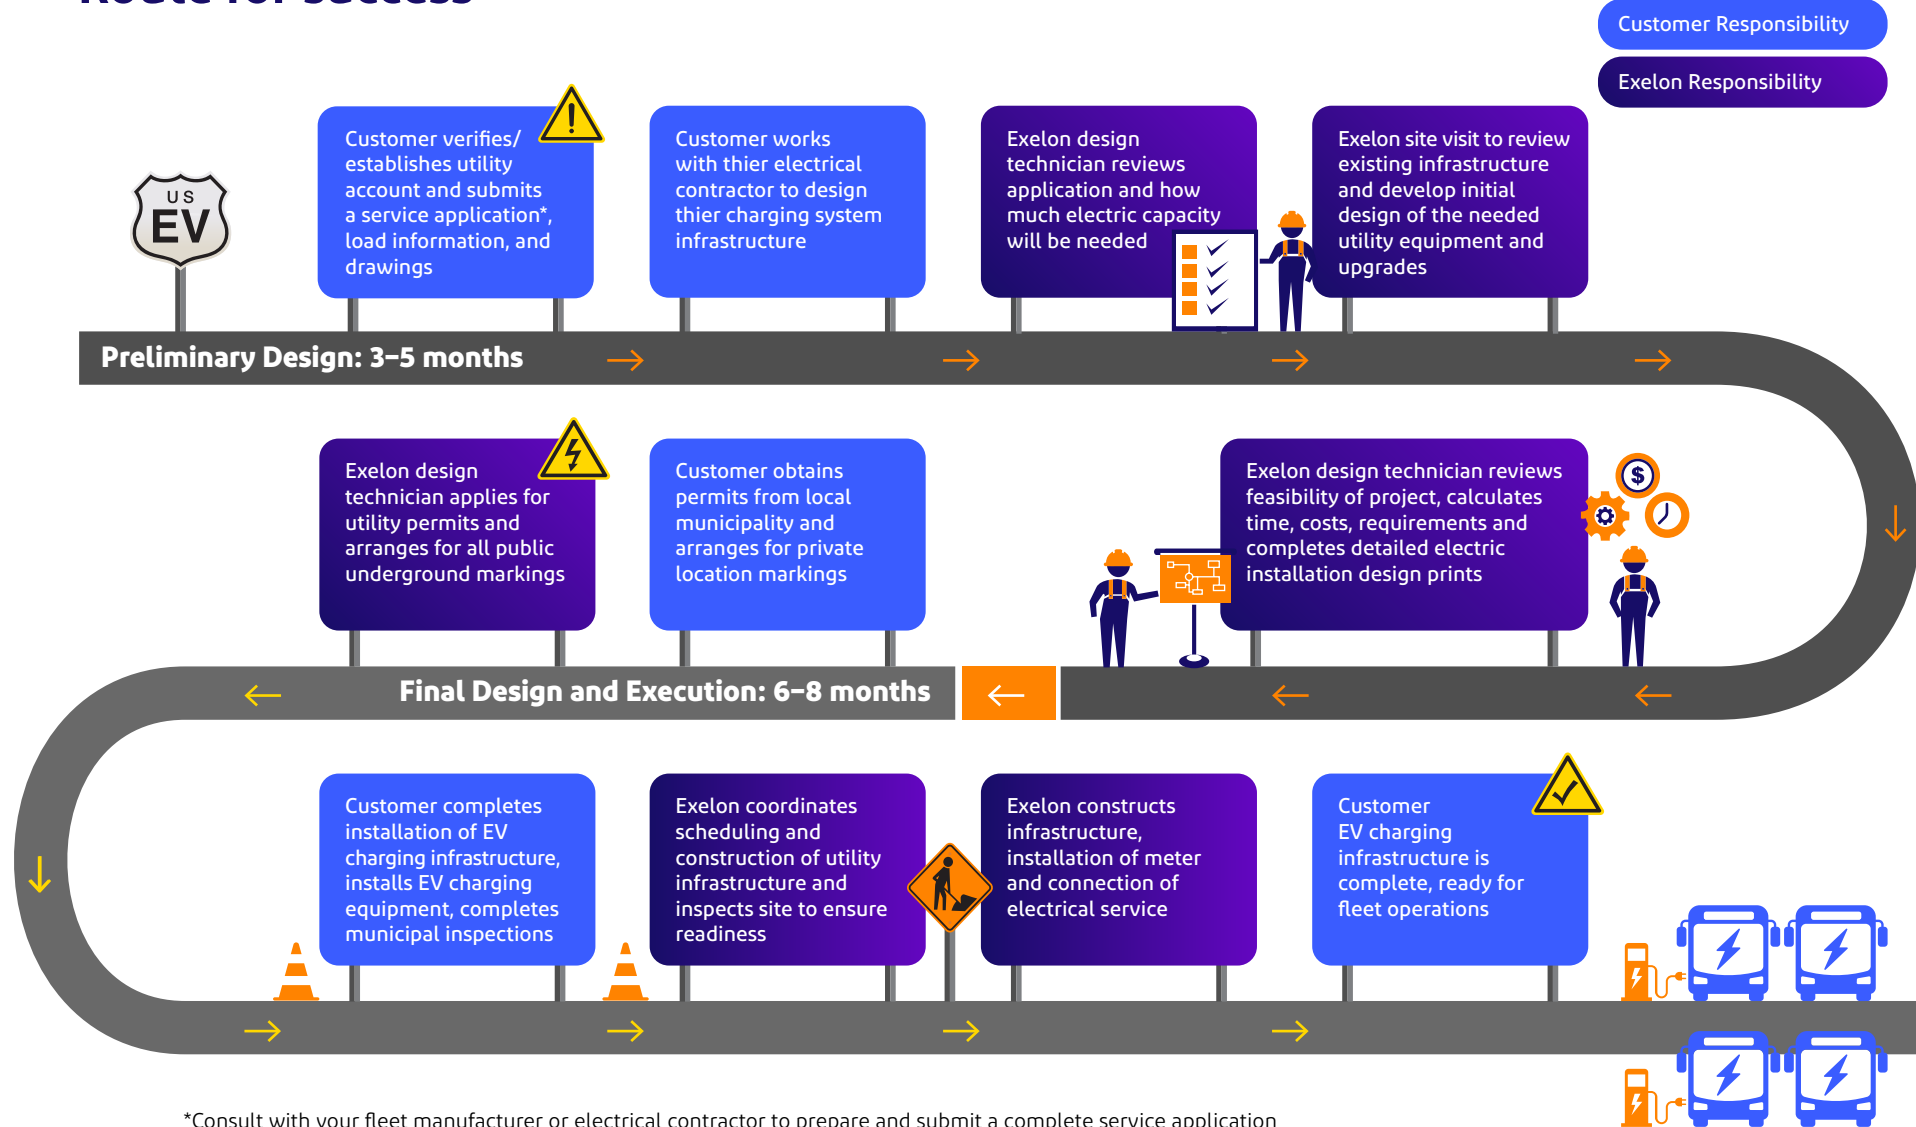 Route for success
Customer Responsibility
Exelon Responsibility
US
EV
Customer verifies/
establishes utility
account and submits
a service application*,
load information, and
drawings
Customer works
with thier electrical
contractor to design
thier charging system
infrastructure
Exelon design
technician reviews
application and how
much electric capacity
will be needed
Exelon site visit to review
existing infrastructure
and develop initial
design of the needed
utility equipment and
upgrades
Preliminary Design: 3–5 months
Exelon design technician reviews
feasibility of project, calculates
time, costs, requirements and
completes detailed electric
installation design prints
$
Customer obtains
permits from local
municipality and
arranges for private
location markings
Exelon design
technician applies for
utility permits and
arranges for all public
underground markings
Final Design and Execution: 6–8 months
Customer completes
installation of EV
charging infrastructure,
installs EV charging
equipment, completes
municipal inspections
Exelon coordinates
scheduling and
construction of utility
infrastructure and
inspects site to ensure
readiness
Exelon constructs
infrastructure,
installation of meter
and connection of
electrical service
Customer
EV charging
infrastructure is
complete, ready for
fleet operations
*Consult with your fleet manufacturer or electrical contractor to prepare and submit a complete service application